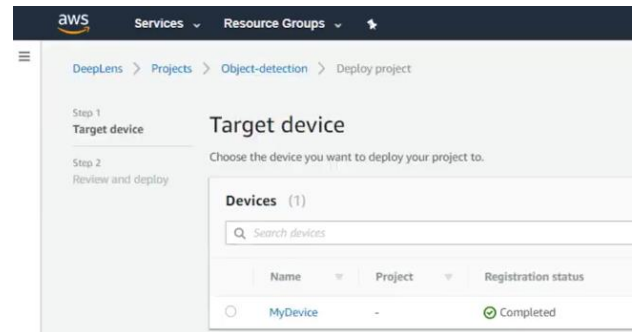 aws Services Resource Groups
DeepLens > Projects > Object-detection > Deploy project
Step 1
Target device
Step 2
Review and deploy
Target device
Choose the device you want to deploy your project to.
Devices (1)
Search devices
Name Project Registration status
MyDevice - Completed